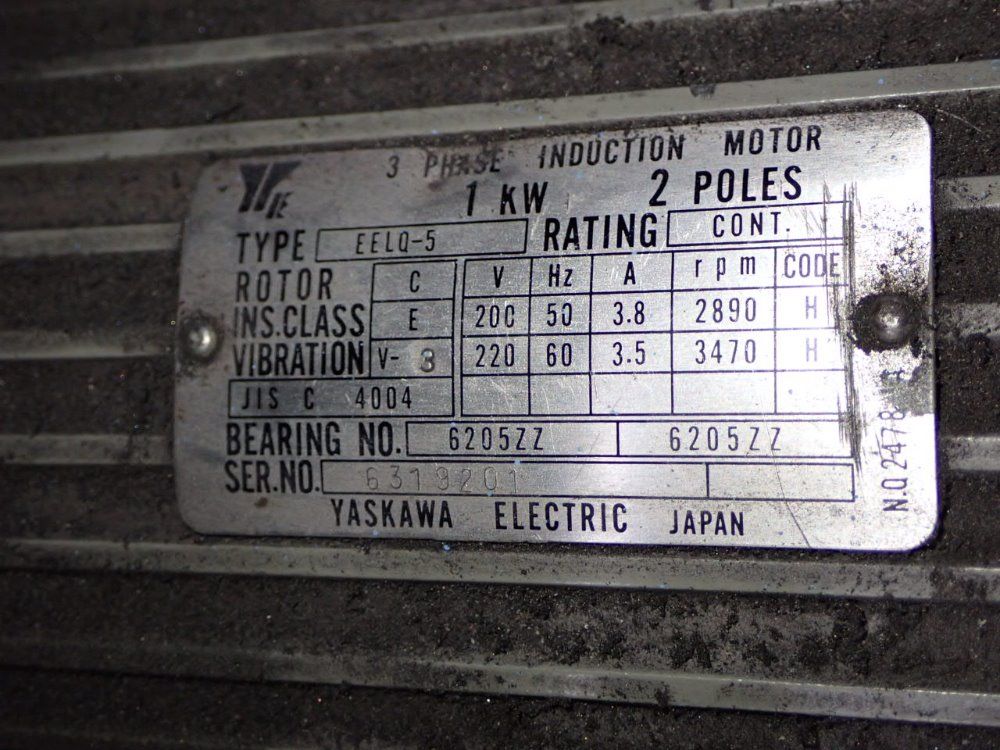 3 PHASE INDUCTION MOTOR
1 KW 2 POLES
TYPE EELQ-5 RATING CONT.
ROTOR C V Hz A rpm CODE
INS.CLASS E 200 50 3.8 2890 H
VIBRATION V-3 220 60 3.5 3470 H
JIS C 4004
BEARING NO. 6205ZZ 6205ZZ
SER.NO. 6319201
YASKAWA ELECTRIC JAPAN
N.Q2478